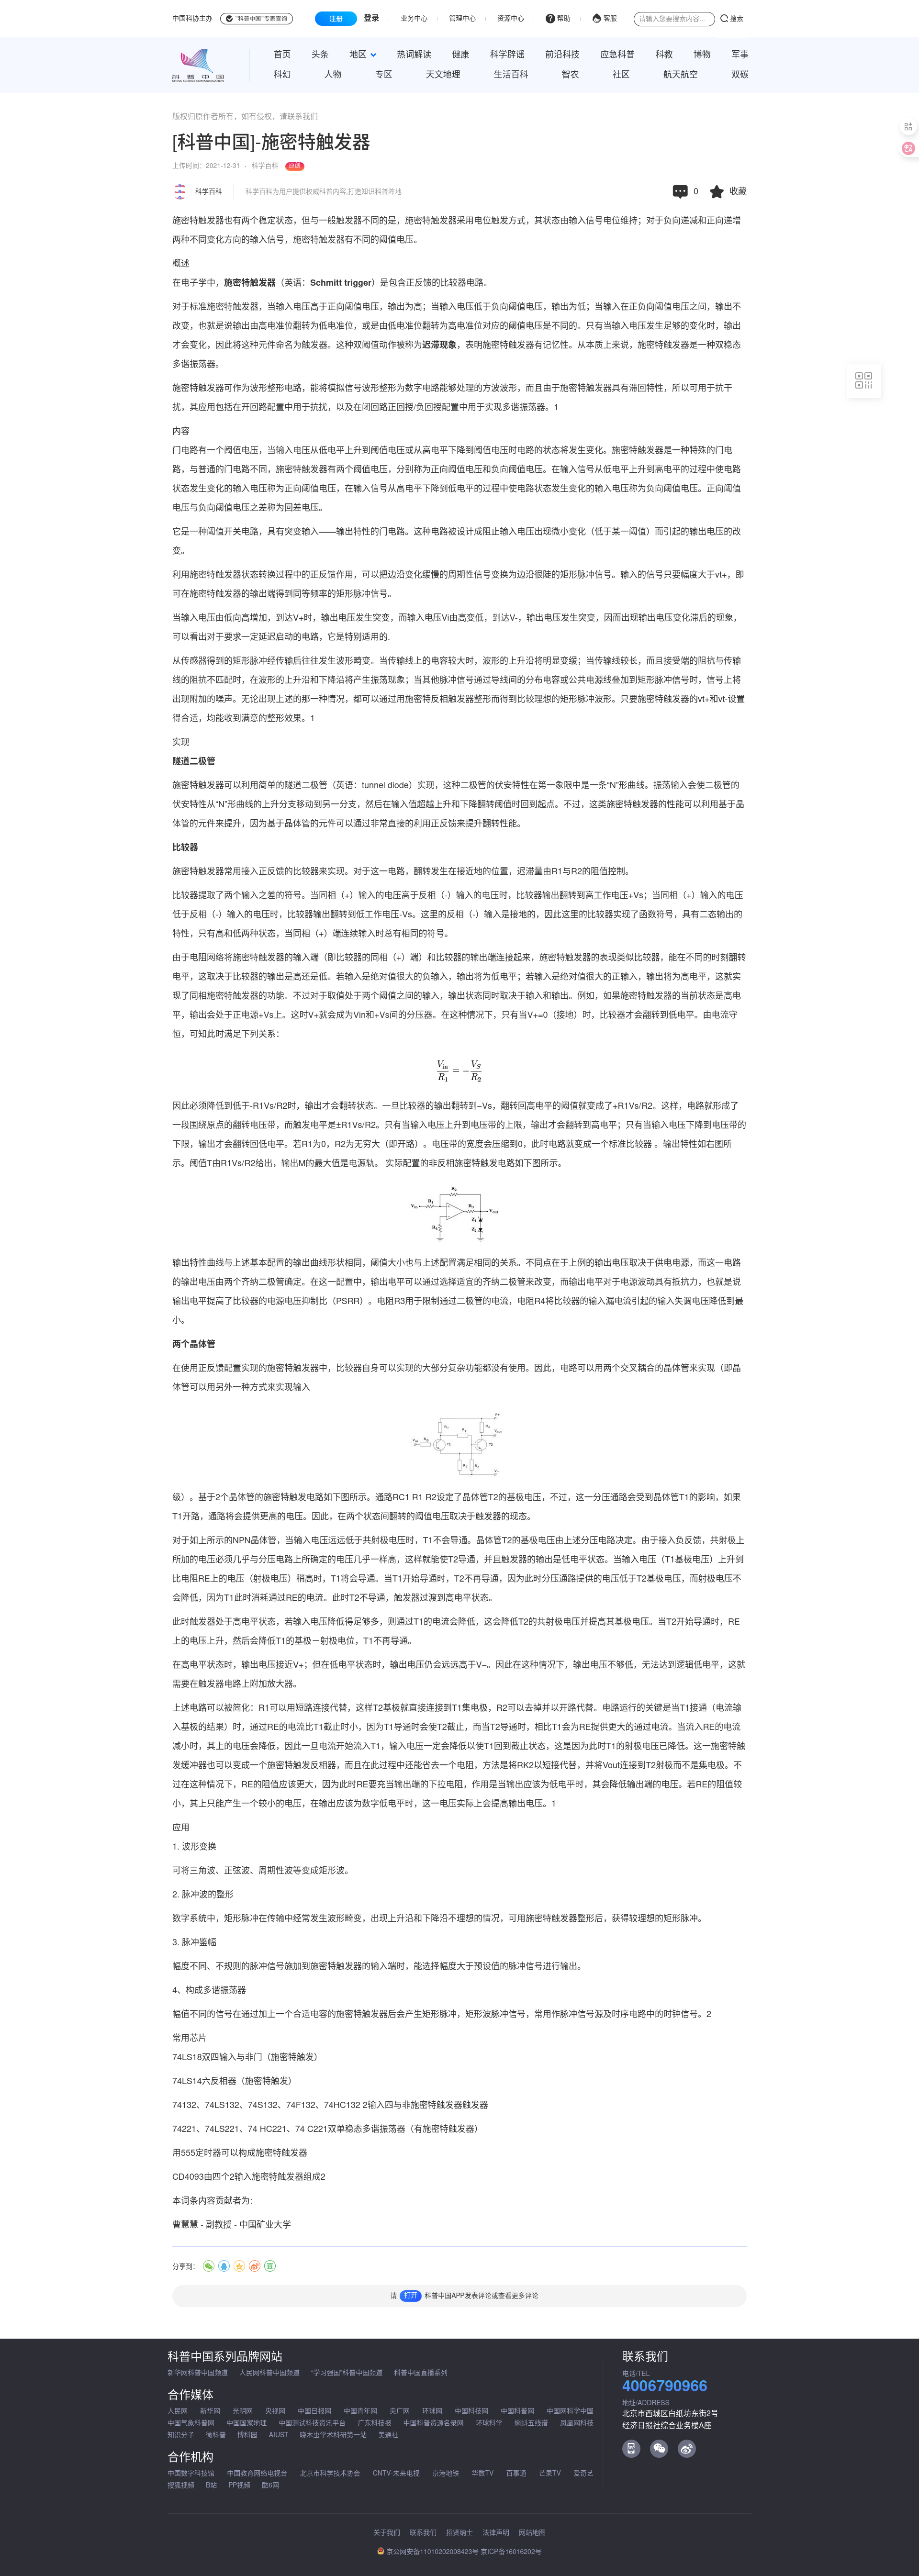 中国科协主办 "科普中国"专家查询 注册 登录 业务中心 管理中心 资源中心 帮助 客服 请输入您要搜索内容... 搜索
科普中国
首页 头条 地区 热词解读 健康 科学辟谣 前沿科技 应急科普 科教 博物 军事
科幻 人物 专区 天文地理 生活百科 智农 社区 航天航空 双碳
版权归原作者所有，如有侵权，请联系我们
[科普中国]-施密特触发器
上传时间：2021-12-31 · 科学百科 原创
科学百科 科学百科为用户提供权威科普内容,打造知识科普阵地 0 收藏
施密特触发器也有两个稳定状态，但与一般触发器不同的是，施密特触发器采用电位触发方式，其状态由输入信号电位维持；对于负向递减和正向递增
两种不同变化方向的输入信号，施密特触发器有不同的阈值电压。
概述
在电子学中，施密特触发器（英语：Schmitt trigger）是包含正反馈的比较器电路。
对于标准施密特触发器，当输入电压高于正向阈值电压，输出为高；当输入电压低于负向阈值电压，输出为低；当输入在正负向阈值电压之间，输出不
改变，也就是说输出由高电准位翻转为低电准位，或是由低电准位翻转为高电准位对应的阈值电压是不同的。只有当输入电压发生足够的变化时，输出
才会变化，因此将这种元件命名为触发器。这种双阈值动作被称为迟滞现象，表明施密特触发器有记忆性。从本质上来说，施密特触发器是一种双稳态
多谐振荡器。
施密特触发器可作为波形整形电路，能将模拟信号波形整形为数字电路能够处理的方波波形，而且由于施密特触发器具有滞回特性，所以可用于抗干
扰，其应用包括在开回路配置中用于抗扰，以及在闭回路正回授/负回授配置中用于实现多谐振荡器。1
内容
门电路有一个阈值电压，当输入电压从低电平上升到阈值电压或从高电平下降到阈值电压时电路的状态将发生变化。施密特触发器是一种特殊的门电
路，与普通的门电路不同，施密特触发器有两个阈值电压，分别称为正向阈值电压和负向阈值电压。在输入信号从低电平上升到高电平的过程中使电路
状态发生变化的输入电压称为正向阈值电压，在输入信号从高电平下降到低电平的过程中使电路状态发生变化的输入电压称为负向阈值电压。正向阈值
电压与负向阈值电压之差称为回差电压。
它是一种阈值开关电路，具有突变输入——输出特性的门电路。这种电路被设计成阻止输入电压出现微小变化（低于某一阈值）而引起的输出电压的改
变。
利用施密特触发器状态转换过程中的正反馈作用，可以把边沿变化缓慢的周期性信号变换为边沿很陡的矩形脉冲信号。输入的信号只要幅度大于vt+，即
可在施密特触发器的输出端得到同等频率的矩形脉冲信号。
当输入电压由低向高增加，到达V+时，输出电压发生突变，而输入电压Vi由高变低，到达V-，输出电压发生突变，因而出现输出电压变化滞后的现象，
可以看出对于要求一定延迟启动的电路，它是特别适用的.
从传感器得到的矩形脉冲经传输后往往发生波形畸变。当传输线上的电容较大时，波形的上升沿将明显变缓；当传输线较长，而且接受端的阻抗与传输
线的阻抗不匹配时，在波形的上升沿和下降沿将产生振荡现象；当其他脉冲信号通过导线间的分布电容或公共电源线叠加到矩形脉冲信号时，信号上将
出现附加的噪声。无论出现上述的那一种情况，都可以通过用施密特反相触发器整形而得到比较理想的矩形脉冲波形。只要施密特触发器的vt+和vt-设置
得合适，均能收到满意的整形效果。1
实现
隧道二极管
施密特触发器可以利用简单的隧道二极管（英语：tunnel diode）实现，这种二极管的伏安特性在第一象限中是一条“N”形曲线。振荡输入会使二极管的
伏安特性从“N”形曲线的上升分支移动到另一分支，然后在输入值超越上升和下降翻转阈值时回到起点。不过，这类施密特触发器的性能可以利用基于晶
体管的元件来提升，因为基于晶体管的元件可以通过非常直接的利用正反馈来提升翻转性能。
比较器
施密特触发器常用接入正反馈的比较器来实现。对于这一电路，翻转发生在接近地的位置，迟滞量由R1与R2的阻值控制。
比较器提取了两个输入之差的符号。当同相（+）输入的电压高于反相（-）输入的电压时，比较器输出翻转到高工作电压+Vs；当同相（+）输入的电压
低于反相（-）输入的电压时，比较器输出翻转到低工作电压-Vs。这里的反相（-）输入是接地的，因此这里的比较器实现了函数符号，具有二态输出的
特性，只有高和低两种状态，当同相（+）端连续输入时总有相同的符号。
由于电阻网络将施密特触发器的输入端（即比较器的同相（+）端）和比较器的输出端连接起来，施密特触发器的表现类似比较器，能在不同的时刻翻转
电平，这取决于比较器的输出是高还是低。若输入是绝对值很大的负输入，输出将为低电平；若输入是绝对值很大的正输入，输出将为高电平，这就实
现了同相施密特触发器的功能。不过对于取值处于两个阈值之间的输入，输出状态同时取决于输入和输出。例如，如果施密特触发器的当前状态是高电
平，输出会处于正电源+Vs上。这时V+就会成为Vin和+Vs间的分压器。在这种情况下，只有当V+=0（接地）时，比较器才会翻转到低电平。由电流守
恒，可知此时满足下列关系：
Vin/R1 = −VS/R2
因此必须降低到低于-R1Vs/R2时，输出才会翻转状态。一旦比较器的输出翻转到−Vs，翻转回高电平的阈值就变成了+R1Vs/R2。这样，电路就形成了
一段围绕原点的翻转电压带，而触发电平是±R1Vs/R2。只有当输入电压上升到电压带的上限，输出才会翻转到高电平；只有当输入电压下降到电压带的
下限，输出才会翻转回低电平。若R1为0，R2为无穷大（即开路）。电压带的宽度会压缩到0，此时电路就变成一个标准比较器 。输出特性如右图所
示。阈值T由R1Vs/R2给出，输出M的最大值是电源轨。 实际配置的非反相施密特触发电路如下图所示。
Vin R1 R2 R3 Vout R4 Z1 Z2
输出特性曲线与上述基本配置的输出曲线形状相同，阈值大小也与上述配置满足相同的关系。不同点在于上例的输出电压取决于供电电源，而这一电路
的输出电压由两个齐纳二极管确定。在这一配置中，输出电平可以通过选择适宜的齐纳二极管来改变，而输出电平对于电源波动具有抵抗力，也就是说
输出电平提高了比较器的电源电压抑制比（PSRR）。电阻R3用于限制通过二极管的电流，电阻R4将比较器的输入漏电流引起的输入失调电压降低到最
小。
两个晶体管
在使用正反馈配置实现的施密特触发器中，比较器自身可以实现的大部分复杂功能都没有使用。因此，电路可以用两个交叉耦合的晶体管来实现（即晶
体管可以用另外一种方式来实现输入
级）。基于2个晶体管的施密特触发电路如下图所示。通路RC1 R1 R2设定了晶体管T2的基极电压，不过，这一分压通路会受到晶体管T1的影响，如果
T1开路，通路将会提供更高的电压。因此，在两个状态间翻转的阈值电压取决于触发器的现态。
对于如上所示的NPN晶体管，当输入电压远远低于共射极电压时，T1不会导通。晶体管T2的基极电压由上述分压电路决定。由于接入负反馈，共射极上
所加的电压必须几乎与分压电路上所确定的电压几乎一样高，这样就能使T2导通，并且触发器的输出是低电平状态。当输入电压（T1基极电压）上升到
比电阻RE上的电压（射极电压）稍高时，T1将会导通。当T1开始导通时，T2不再导通，因为此时分压通路提供的电压低于T2基极电压，而射极电压不
会降低，因为T1此时消耗通过RE的电流。此时T2不导通，触发器过渡到高电平状态。
此时触发器处于高电平状态，若输入电压降低得足够多，则通过T1的电流会降低，这会降低T2的共射极电压并提高其基极电压。当T2开始导通时，RE
上的电压上升，然后会降低T1的基极－射极电位，T1不再导通。
在高电平状态时，输出电压接近V+；但在低电平状态时，输出电压仍会远远高于V−。因此在这种情况下，输出电压不够低，无法达到逻辑低电平，这就
需要在触发器电路上附加放大器。
上述电路可以被简化：R1可以用短路连接代替，这样T2基极就直接连接到T1集电极，R2可以去掉并以开路代替。电路运行的关键是当T1接通（电流输
入基极的结果）时，通过RE的电流比T1截止时小，因为T1导通时会使T2截止，而当T2导通时，相比T1会为RE提供更大的通过电流。当流入RE的电流
减小时，其上的电压会降低，因此一旦电流开始流入T1，输入电压一定会降低以使T1回到截止状态，这是因为此时T1的射极电压已降低。这一施密特触
发缓冲器也可以变成一个施密特触发反相器，而且在此过程中还能省去一个电阻，方法是将RK2以短接代替，并将Vout连接到T2射极而不是集电极。不
过在这种情况下，RE的阻值应该更大，因为此时RE要充当输出端的下拉电阻，作用是当输出应该为低电平时，其会降低输出端的电压。若RE的阻值较
小，其上只能产生一个较小的电压，在输出应该为数字低电平时，这一电压实际上会提高输出电压。1
应用
1. 波形变换
可将三角波、正弦波、周期性波等变成矩形波。
2. 脉冲波的整形
数字系统中，矩形脉冲在传输中经常发生波形畸变，出现上升沿和下降沿不理想的情况，可用施密特触发器整形后，获得较理想的矩形脉冲。
3. 脉冲鉴幅
幅度不同、不规则的脉冲信号施加到施密特触发器的输入端时，能选择幅度大于预设值的脉冲信号进行输出。
4、构成多谐振荡器
幅值不同的信号在通过加上一个合适电容的施密特触发器后会产生矩形脉冲，矩形波脉冲信号，常用作脉冲信号源及时序电路中的时钟信号。2
常用芯片
74LS18双四输入与非门（施密特触发）
74LS14六反相器（施密特触发）
74132、74LS132、74S132、74F132、74HC132 2输入四与非施密特触发器触发器
74221、74LS221、74 HC221、74 C221双单稳态多谐振荡器（有施密特触发器）
用555定时器可以构成施密特触发器
CD4093由四个2输入施密特触发器组成2
本词条内容贡献者为:
曹慧慧 - 副教授 - 中国矿业大学
分享到：
请 打开 科普中国APP发表评论或查看更多评论
科普中国系列品牌网站
新华网科普中国频道 人民网科普中国频道 “学习强国”科普中国频道 科普中国直播系列
合作媒体
人民网 新华网 光明网 央视网 中国日报网 中国青年网 央广网 环球网 中国科技网 中国科普网 中国网科学中国
中国气象科普网 中国国家地理 中国测试科技资讯平台 广东科技报 中国科普资源名录网 环球科学 蝌蚪五线谱 凤凰网科技
知识分子 微科普 博科园 AIUST 晓木虫学术科研第一站 美通社
合作机构
中国数字科技馆 中国教育网络电视台 北京市科学技术协会 CNTV-未来电视 京港地铁 华数TV 百事通 芒果TV 爱奇艺
搜狐视频 B站 PP视频 酷6网
联系我们
电话/TEL
4006790966
地址/ADDRESS
北京市西城区白纸坊东街2号
经济日报社综合业务楼A座
关于我们 联系我们 招贤纳士 法律声明 网站地图
京公网安备11010202008423号 京ICP备16016202号